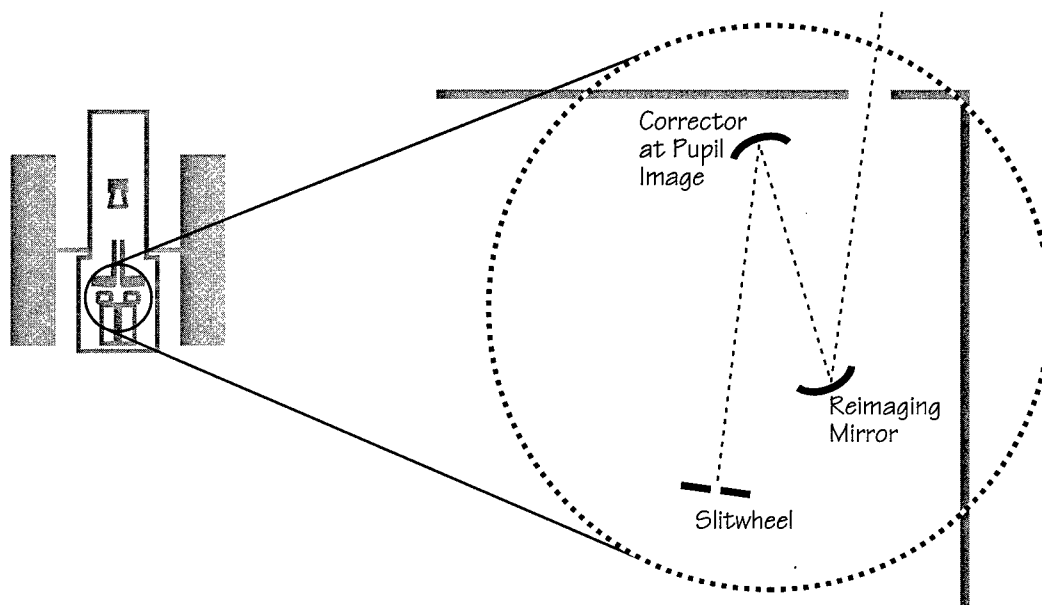 Corrector
at Pupil
Image
Reimaging
Mirror
Slitwheel